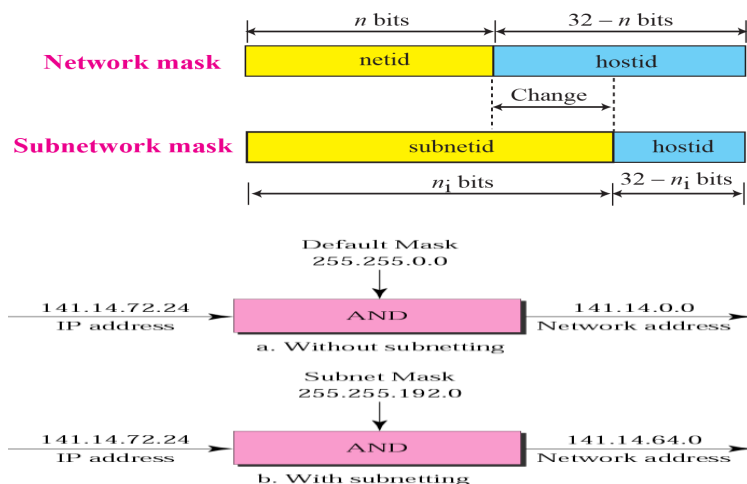 n bits 32 – n bits
Network mask netid hostid
Change
Subnetwork mask subnetid hostid
nᵢ bits 32 – nᵢ bits
Default Mask
255.255.0.0
141.14.72.24 AND 141.14.0.0
IP address Network address
a. Without subnetting
Subnet Mask
255.255.192.0
141.14.72.24 AND 141.14.64.0
IP address Network address
b. With subnetting